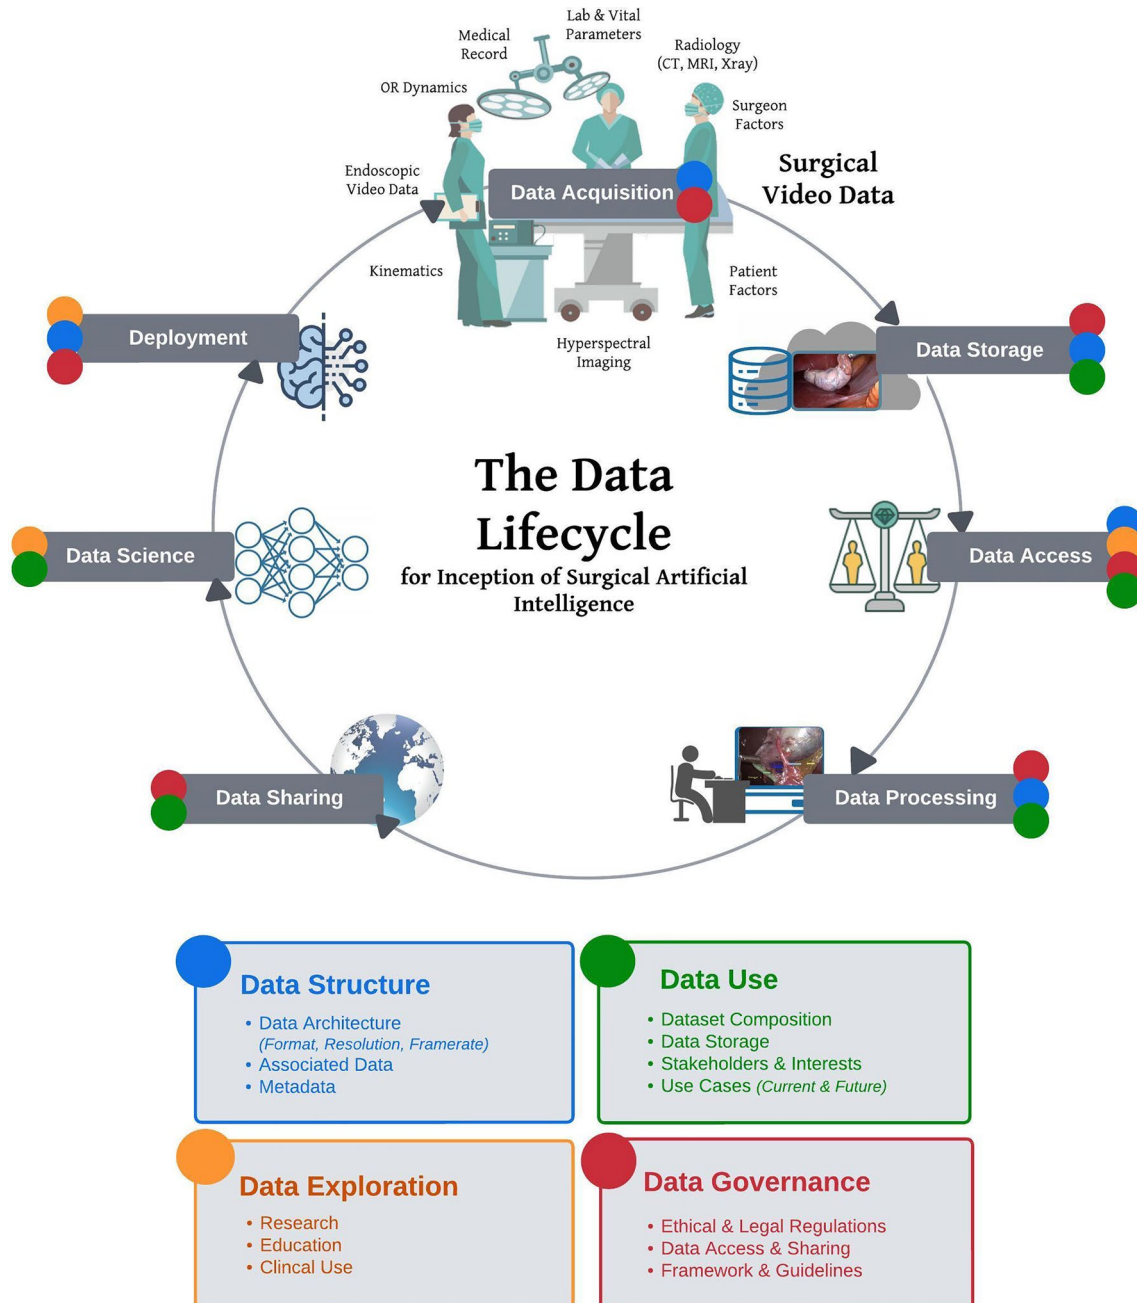 Lab & Vital
Parameters
Medical
Record
Radiology
(CT, MRI, Xray)
OR Dynamics
Surgeon
Factors
Endoscopic
Video Data
Data Acquisition
Surgical
Video Data
Kinematics
Patient
Factors
Hyperspectral
Imaging
Deployment
Data Storage
The Data
Lifecycle
for Inception of Surgical Artificial
Intelligence
Data Science
Data Access
Data Sharing
Data Processing
Data Structure
• Data Architecture
(Format, Resolution, Framerate)
• Associated Data
• Metadata
Data Use
• Dataset Composition
• Data Storage
• Stakeholders & Interests
• Use Cases (Current & Future)
Data Exploration
• Research
• Education
• Clincal Use
Data Governance
• Ethical & Legal Regulations
• Data Access & Sharing
• Framework & Guidelines